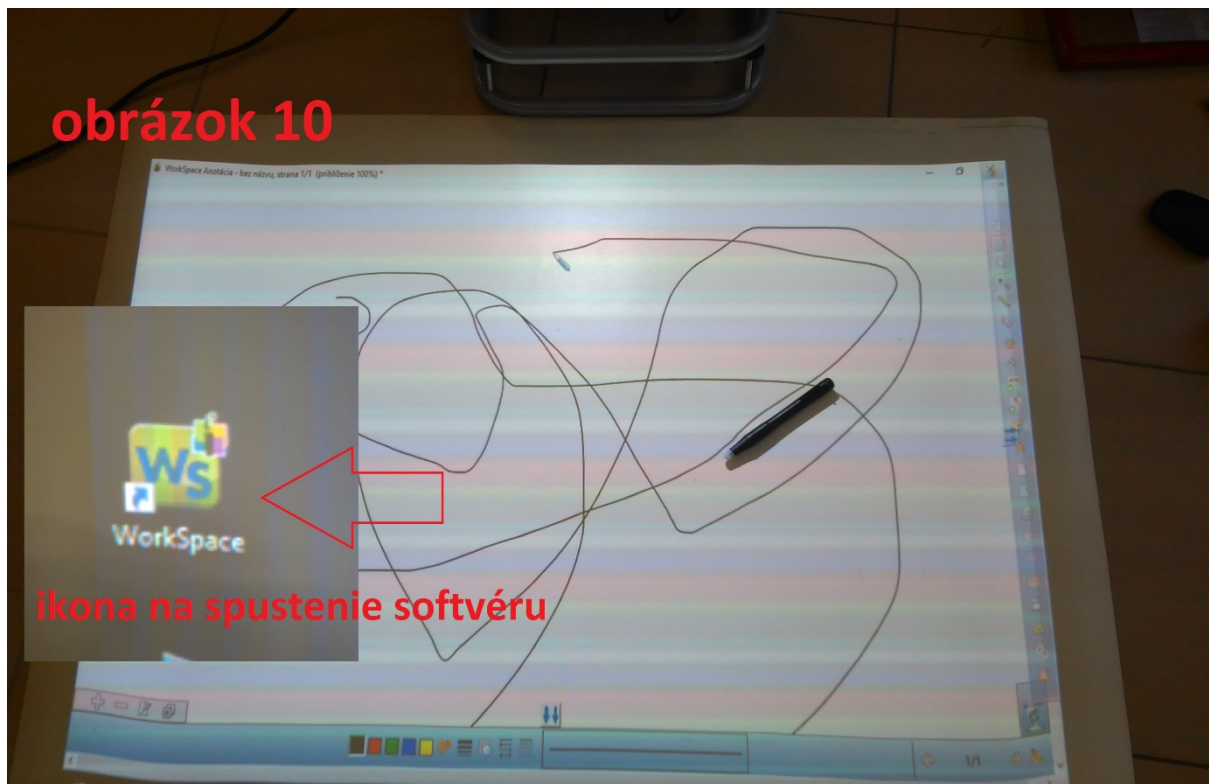 obrázok 10
WorkSpace Anotácia - bez názvu, strana 1/1 (priblíženie 100%) *
Ws
WorkSpace
ikona na spustenie softvéru
1/1